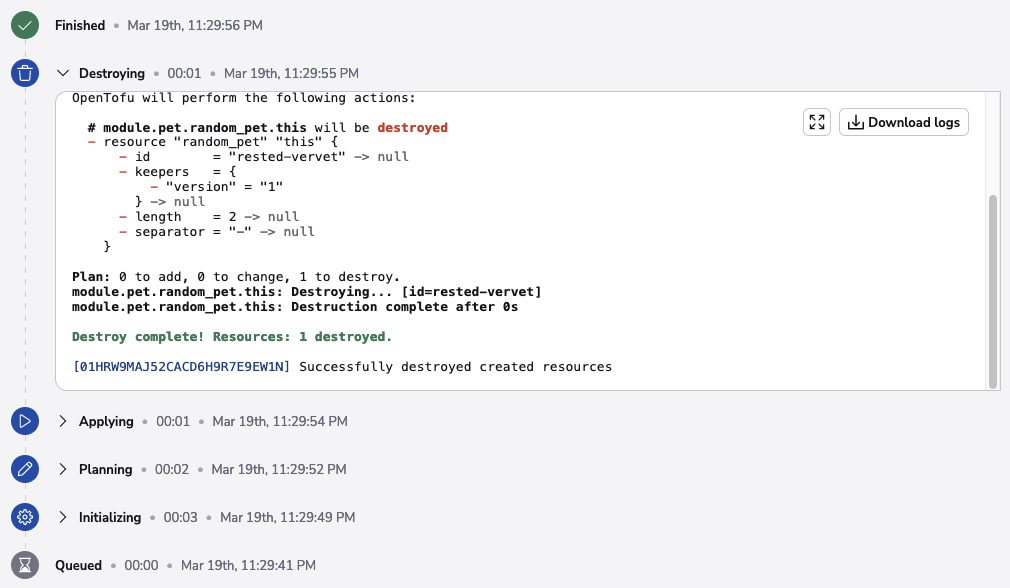 Finished • Mar 19th, 11:29:56 PM
Destroying • 00:01 • Mar 19th, 11:29:55 PM
OpenTofu will perform the following actions:
# module.pet.random_pet.this will be destroyed
- resource "random_pet" "this" {
- id        = "rested-vervet" -> null
- keepers   = {
- "version" = "1"
} -> null
- length    = 2 -> null
- separator = "-" -> null
}
Plan: 0 to add, 0 to change, 1 to destroy.
module.pet.random_pet.this: Destroying... [id=rested-vervet]
module.pet.random_pet.this: Destruction complete after 0s
Destroy complete! Resources: 1 destroyed.
[01HRW9MAJ52CACD6H9R7E9EW1N] Successfully destroyed created resources
Download logs
Applying • 00:01 • Mar 19th, 11:29:54 PM
Planning • 00:02 • Mar 19th, 11:29:52 PM
Initializing • 00:03 • Mar 19th, 11:29:49 PM
Queued • 00:00 • Mar 19th, 11:29:41 PM